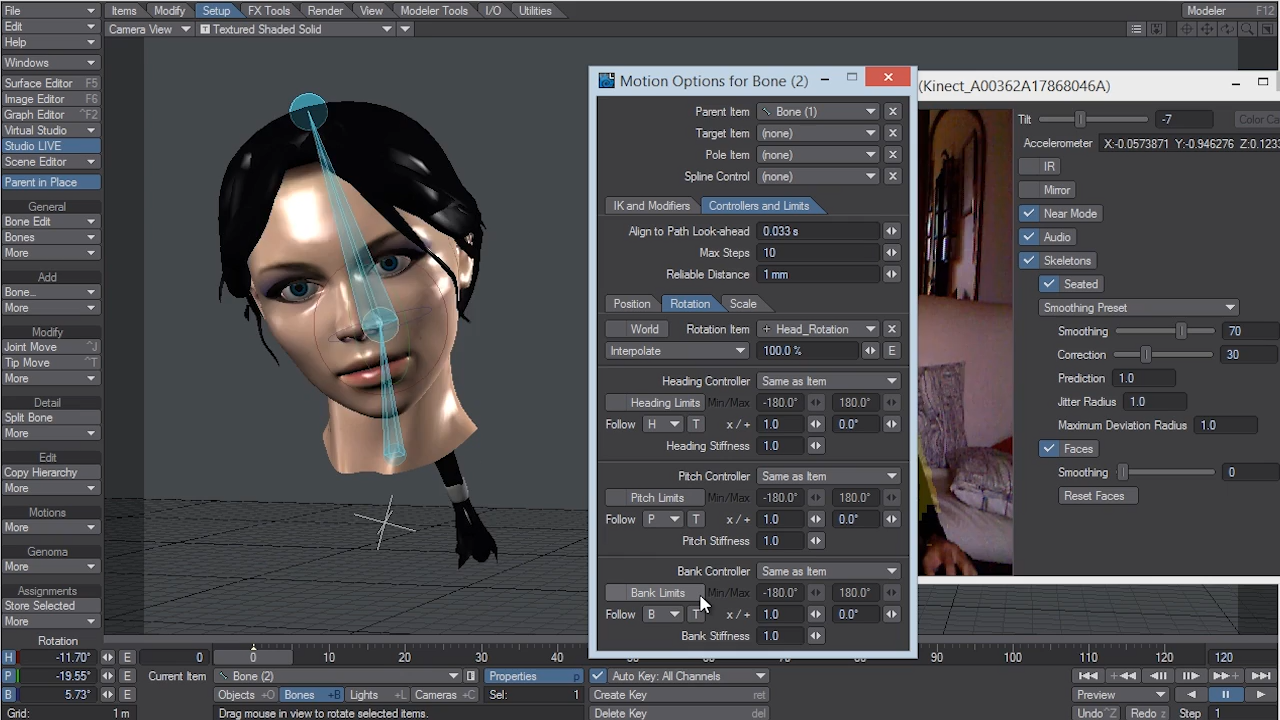 File Items Modify Setup FX Tools Render View Modeler Tools I/O Utilities Modeler F12
Edit Camera View T Textured Shaded Solid
Help
Windows
Surface Editor F5
Image Editor F6
Graph Editor ^F2
Virtual Studio
Studio LIVE
Scene Editor
Parent in Place
General
Bone Edit
Bones
More
Add
Bone...
More
Modify
Joint Move ^J
Tip Move ^T
More
Detail
Split Bone
More
Edit
Copy Hierarchy
More
Motions
More
Genoma
More
Assignments
Store Selected
More
Motion Options for Bone (2)
Parent Item Bone (1) X
Target Item (none) X
Pole Item (none) X
Spline Control (none) X
IK and Modifiers Controllers and Limits
Align to Path Look-ahead 0.033 s
Max Steps 10
Reliable Distance 1 mm
Position Rotation Scale
World Rotation Item + Head_Rotation X
Interpolate 100.0 % E
Heading Controller Same as Item
Heading Limits Min/Max -180.0° 180.0°
Follow H T x / + 1.0 0.0°
Heading Stiffness 1.0
Pitch Controller Same as Item
Pitch Limits Min/Max -180.0° 180.0°
Follow P T x / + 1.0 0.0°
Pitch Stiffness 1.0
Bank Controller Same as Item
Bank Limits Min/Max -180.0° 180.0°
Follow B T x / + 1.0 0.0°
Bank Stiffness 1.0
(Kinect_A00362A17868046A)
Tilt -7 Color Ca
Accelerometer X:-0.0573871 Y:-0.946276 Z:0.123
IR
Mirror
Near Mode
Audio
Skeletons
Seated
Smoothing Preset
Smoothing 70
Correction 30
Prediction 1.0
Jitter Radius 1.0
Maximum Deviation Radius 1.0
Faces
Smoothing 0
Reset Faces
Rotation
H -11.70° E 0 0 10 20 30 40 50 60 70 80 90 100 110 120 120
P -19.55° E Current Item Bone (2) Properties p Auto Key: All Channels
B 5.73° E Objects +O Bones +B Lights +L Cameras +C Sel: 1 Create Key ret Preview
Grid: 1 m Drag mouse in view to rotate selected items. Delete Key del Undo^Z Redo z Step 1